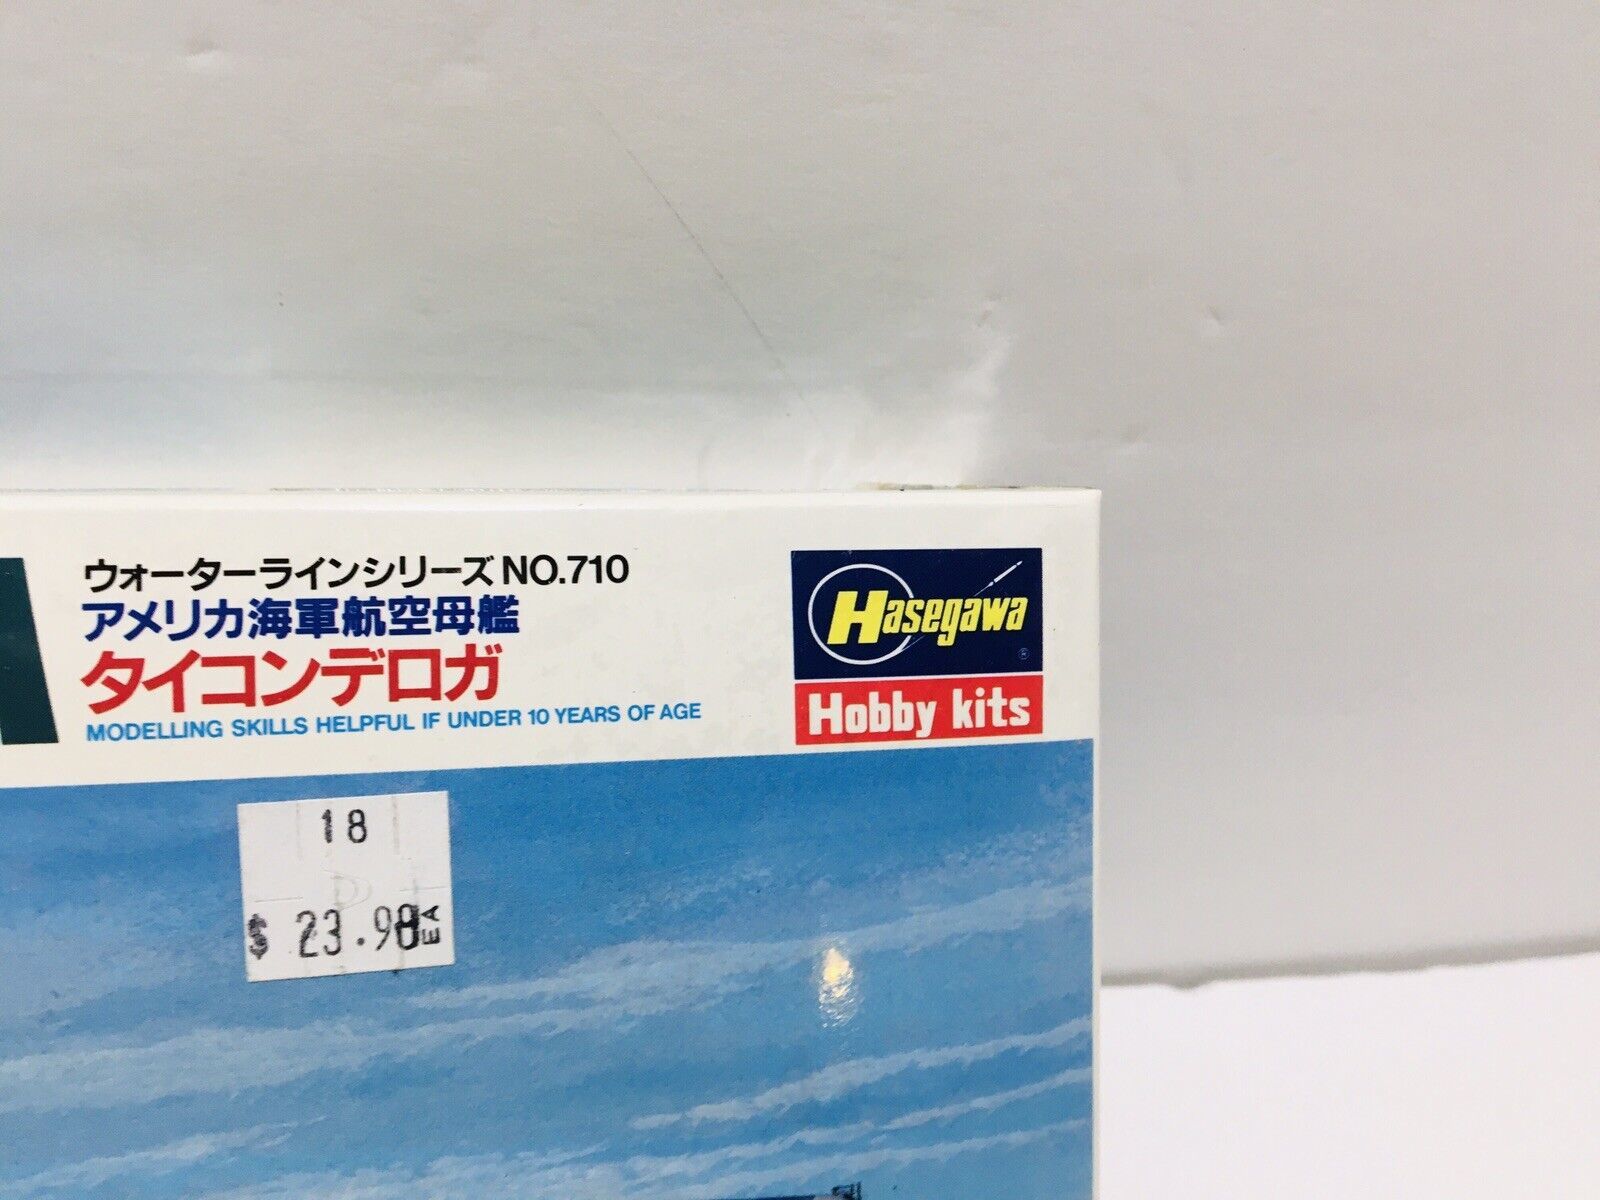 ウォーターラインシリーズ NO.710
アメリカ海軍航空母艦
タイコンデロガ
MODELLING SKILLS HELPFUL IF UNDER 10 YEARS OF AGE
Hasegawa
®
Hobby kits
18
$ 23.98 EA